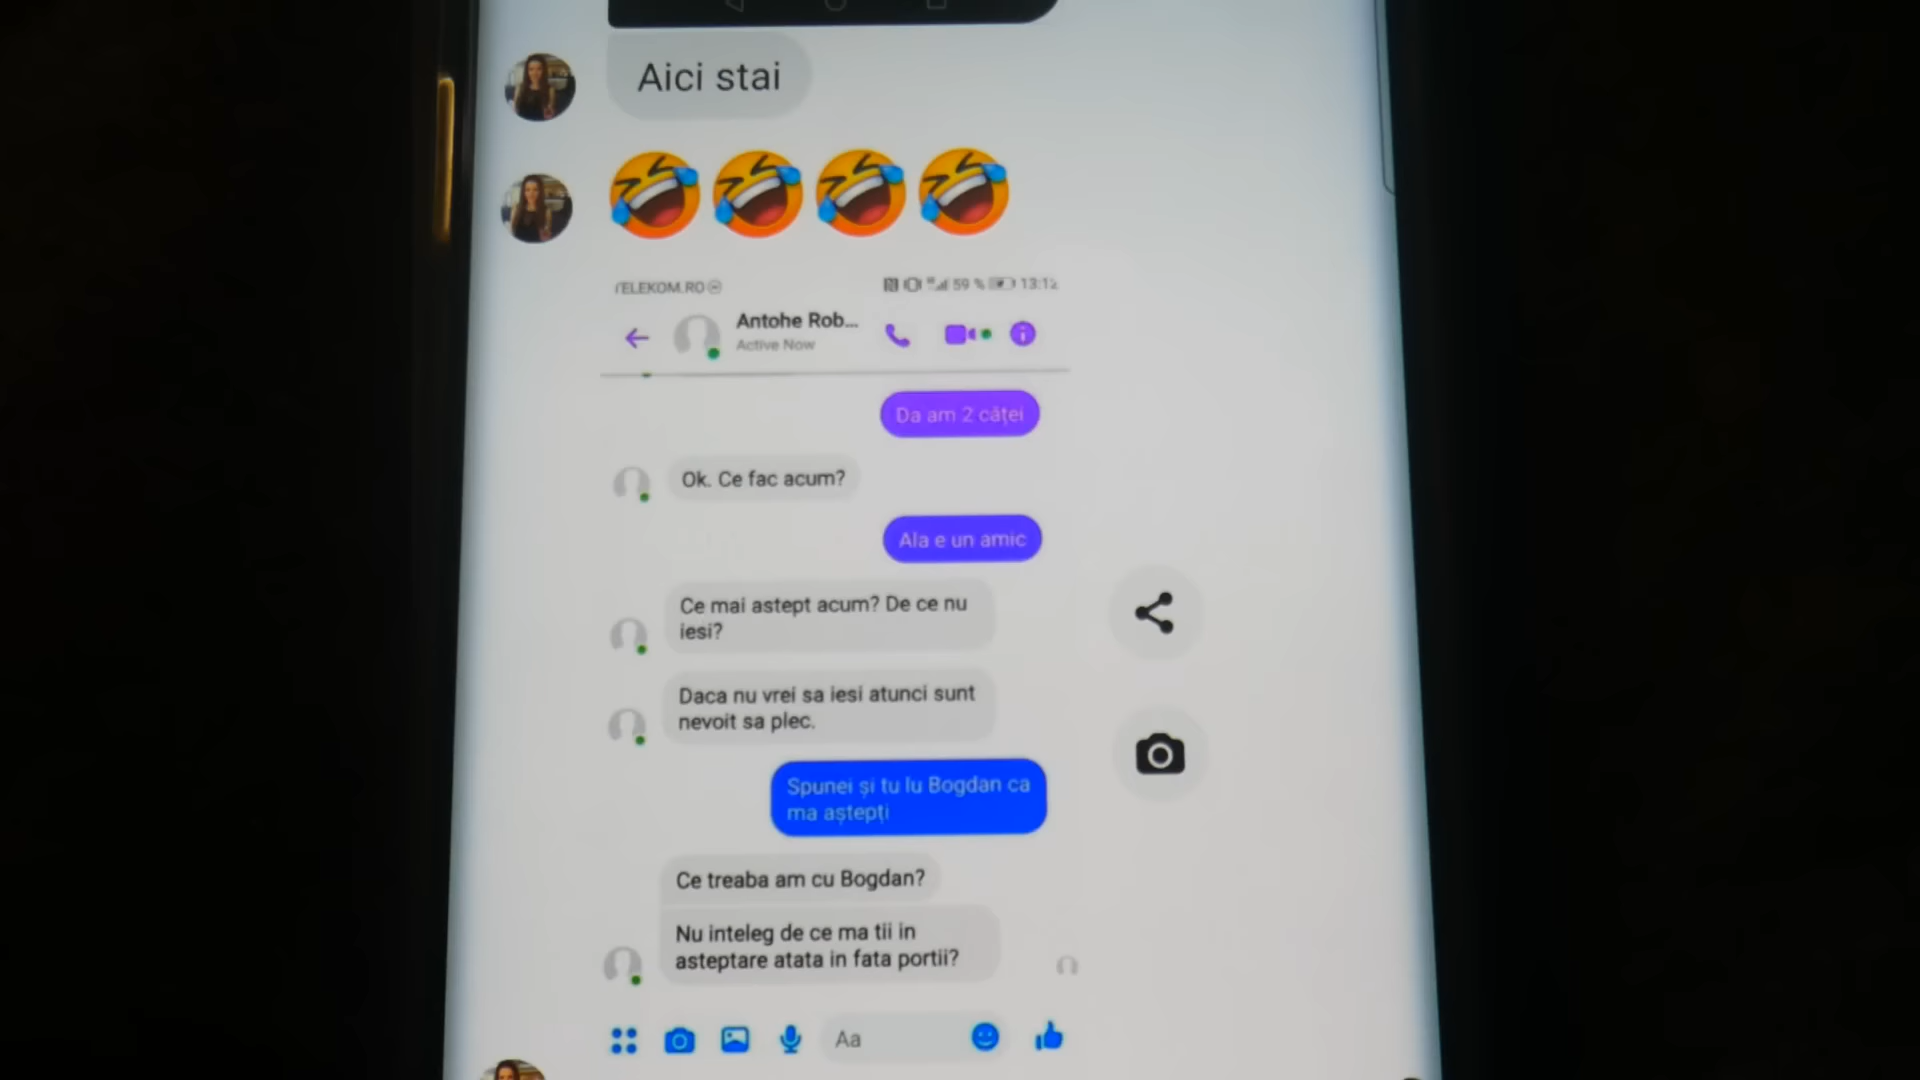 Aici stai
TELEKOM.RO
59 % 13:12
Antohe Rob...
Active Now
Da am 2 căței
Ok. Ce fac acum?
Ala e un amic
Ce mai astept acum? De ce nu
iesi?
Daca nu vrei sa iesi atunci sunt
nevoit sa plec.
Spunei și tu lu Bogdan ca
ma aștepți
Ce treaba am cu Bogdan?
Nu inteleg de ce ma tii in
asteptare atata in fata portii?
Aa